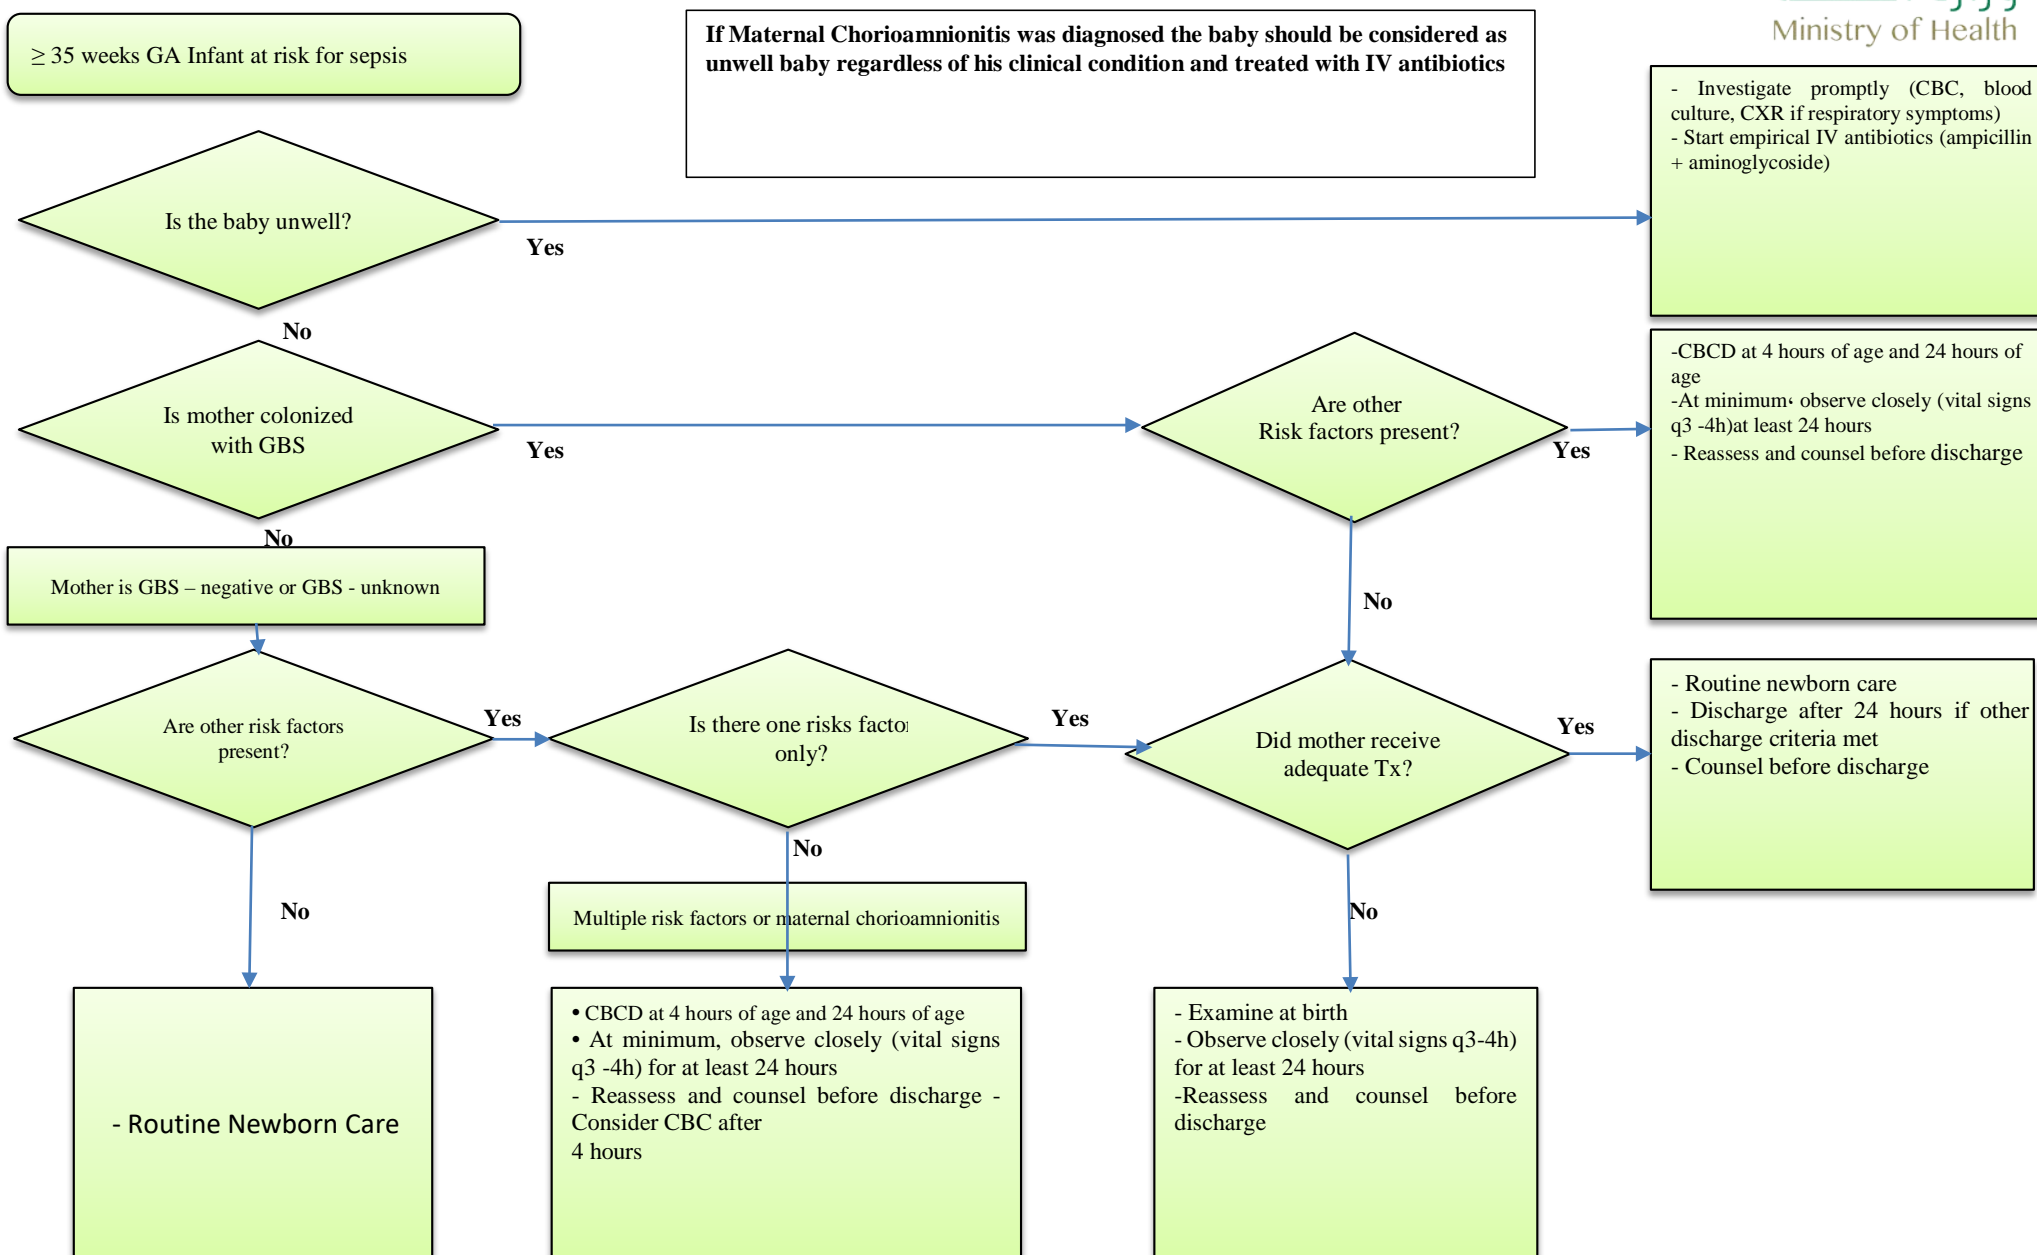 ≥ 35 weeks GA Infant at risk for sepsis
If Maternal Chorioamnionitis was diagnosed the baby should be considered as
unwell baby regardless of his clinical condition and treated with IV antibiotics
Ministry of Health
- Investigate promptly (CBC, blood
culture, CXR if respiratory symptoms)
- Start empirical IV antibiotics (ampicillin
+ aminoglycoside)
Is the baby unwell?
Yes
No
Is mother colonized
with GBS
Yes
Are other
Risk factors present?
Yes
-CBCD at 4 hours of age and 24 hours of
age
-At minimum، observe closely (vital signs
q3 -4h)at least 24 hours
- Reassess and counsel before discharge
No
Mother is GBS – negative or GBS - unknown
No
Are other risk factors
present?
Yes
Is there one risks factor
only?
Yes
Did mother receive
adequate Tx?
Yes
- Routine newborn care
- Discharge after 24 hours if other
discharge criteria met
- Counsel before discharge
No
No
Multiple risk factors or maternal chorioamnionitis
No
- Routine Newborn Care
• CBCD at 4 hours of age and 24 hours of age
• At minimum, observe closely (vital signs
q3 -4h) for at least 24 hours
- Reassess and counsel before discharge -
Consider CBC after
4 hours
- Examine at birth
- Observe closely (vital signs q3-4h)
for at least 24 hours
-Reassess and counsel before
discharge